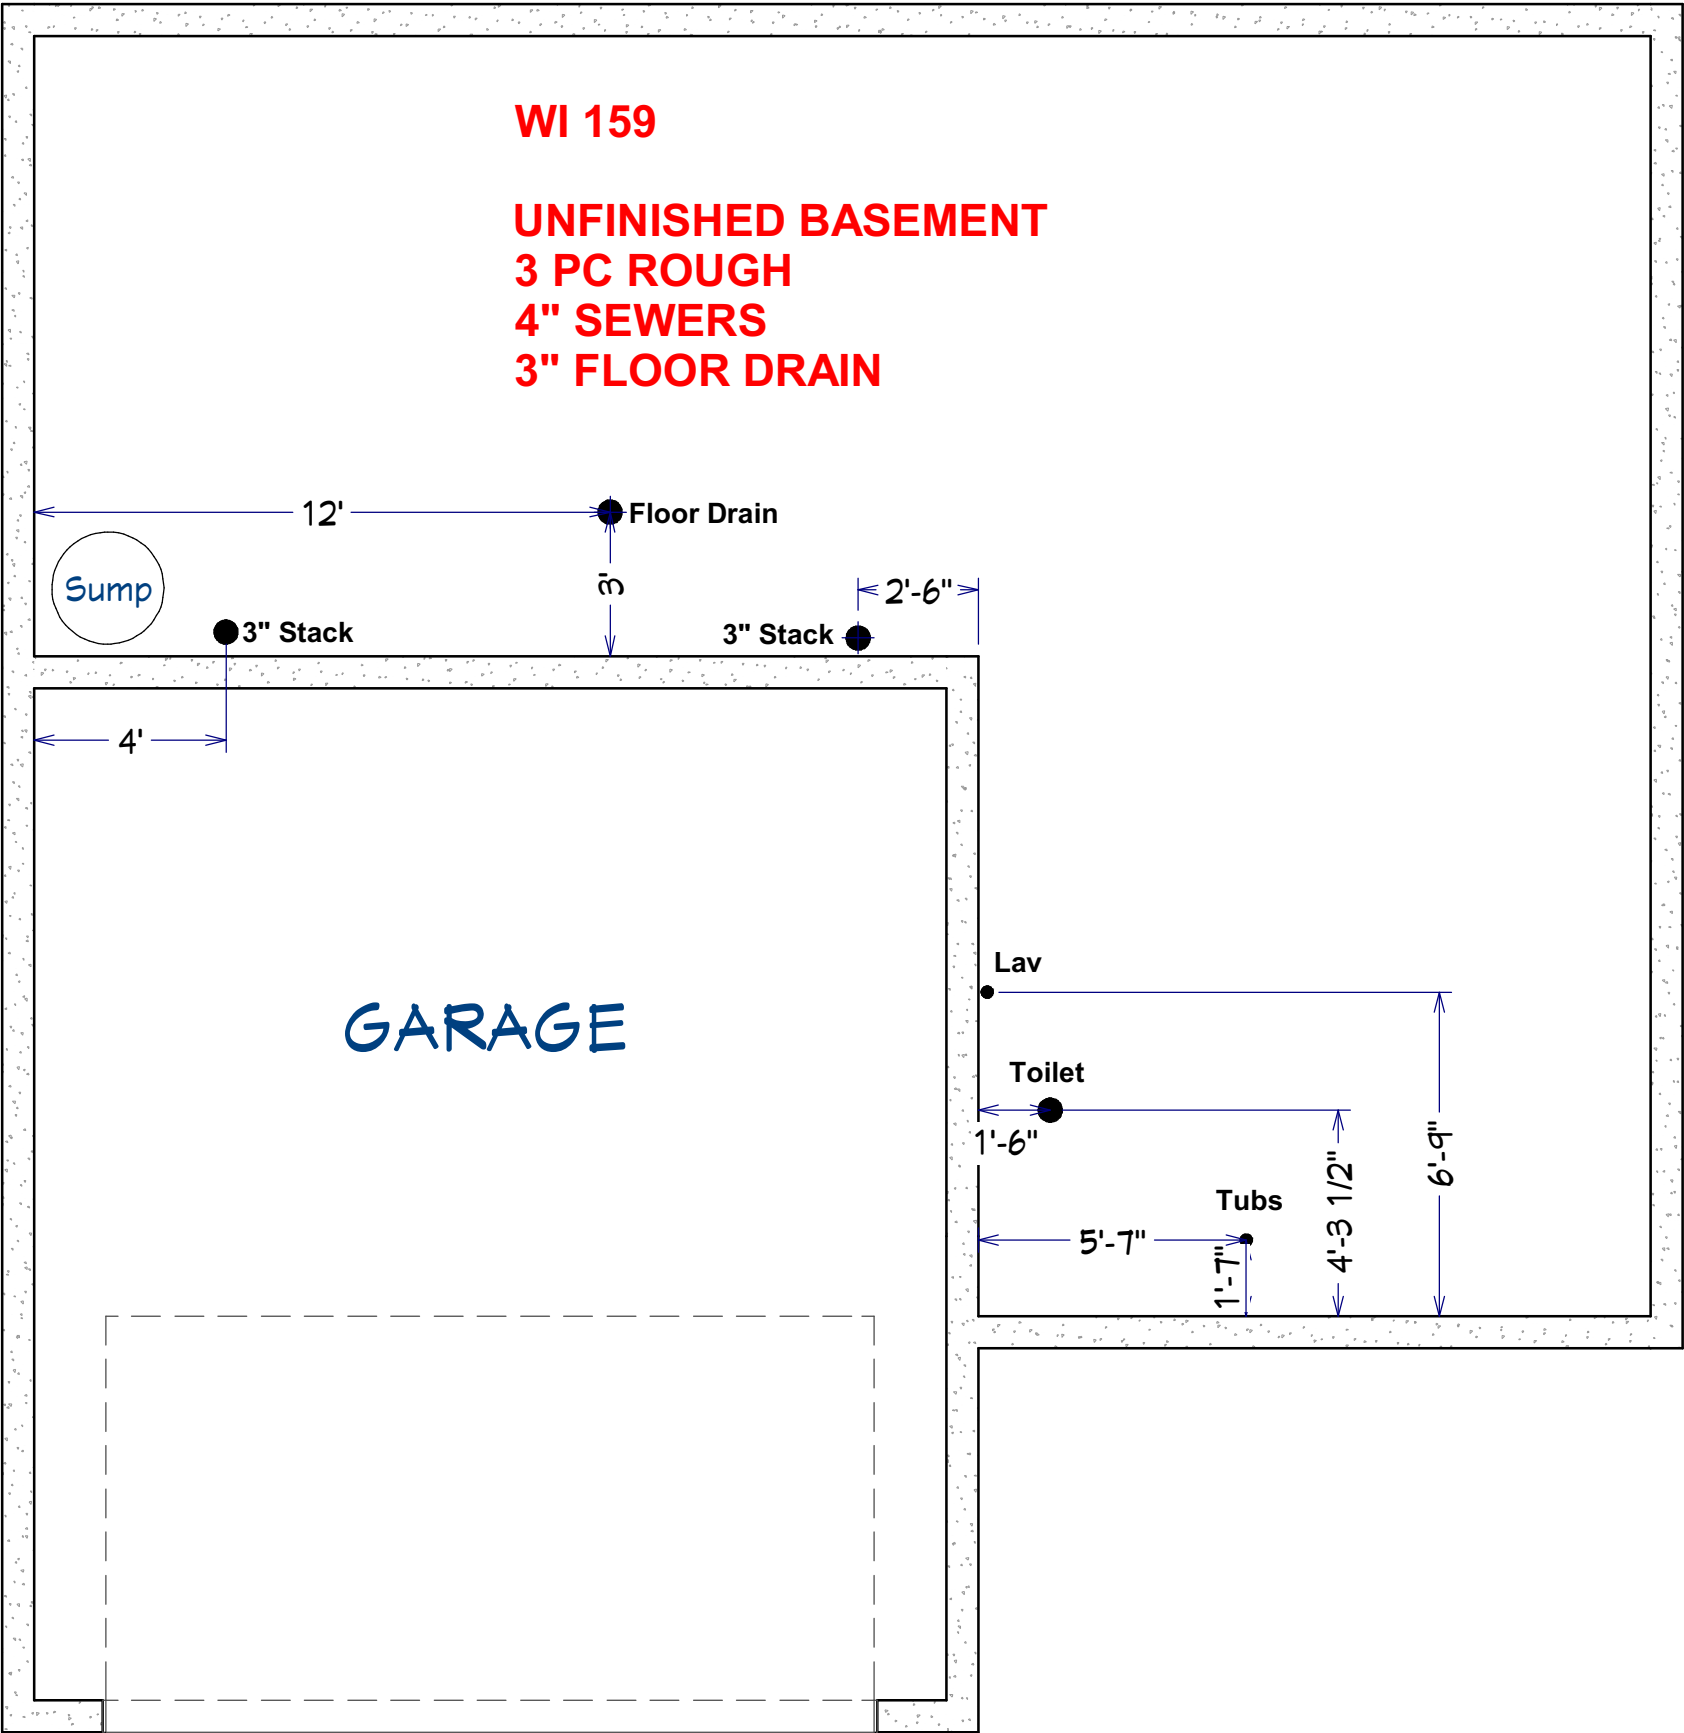 WI 159
UNFINISHED BASEMENT
3 PC ROUGH
4" SEWERS
3" FLOOR DRAIN
12'
Floor Drain
3'
Sump
2'-6"
3" Stack
3" Stack
4'
Lav
GARAGE
Toilet
1'-6"
6'-9"
4'-3 1/2"
Tubs
5'-7"
1'-7"